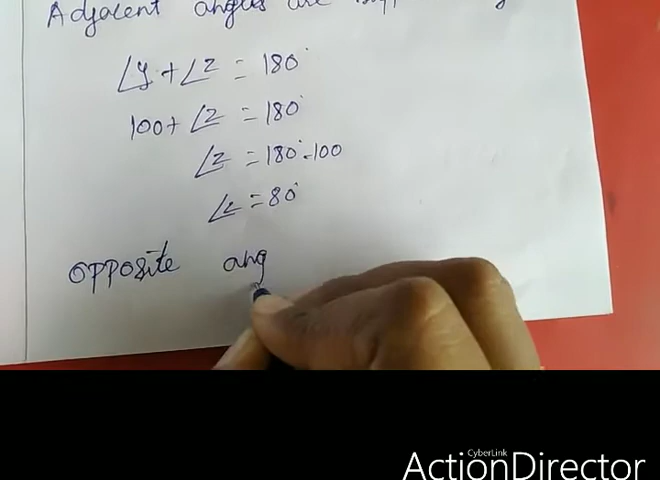 Adjacent angles are
∠y + ∠z = 180°
100 + ∠z = 180°
∠z = 180° - 100
∠z = 80°
opposite ang
CyberLink
ActionDirector